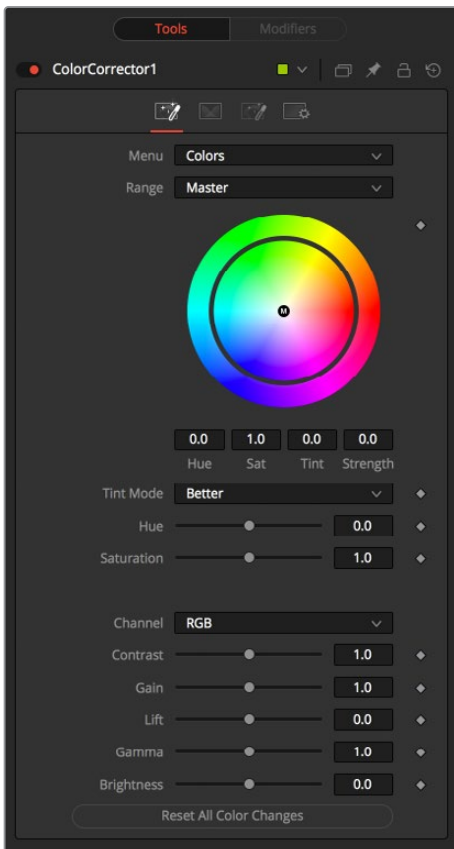 Tools Modifiers
ColorCorrector1
Menu Colors
Range Master
M
0.0 1.0 0.0 0.0
Hue Sat Tint Strength
Tint Mode Better
Hue 0.0
Saturation 1.0
Channel RGB
Contrast 1.0
Gain 1.0
Lift 0.0
Gamma 1.0
Brightness 0.0
Reset All Color Changes